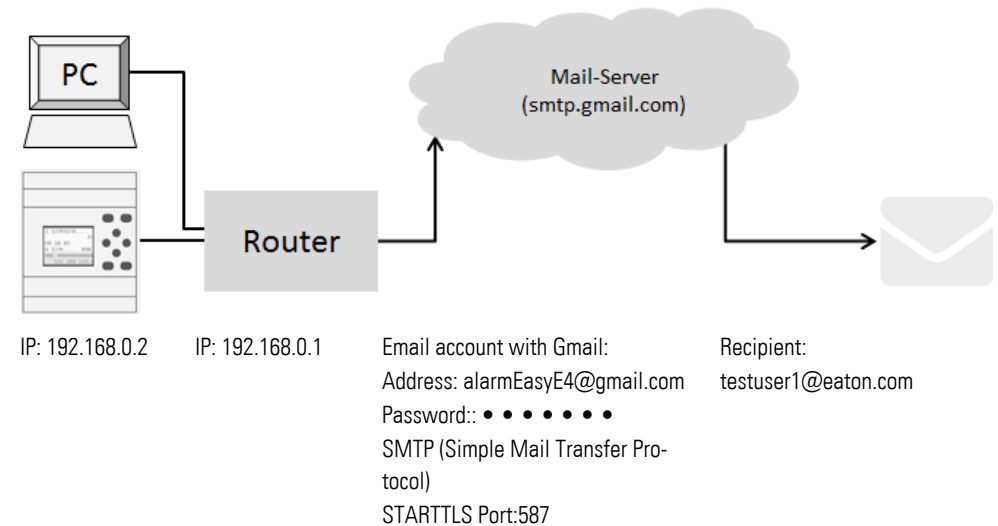 PC
Mail-Server
(smtp.gmail.com)
Router
IP: 192.168.0.2
IP: 192.168.0.1
Email account with Gmail:
Address: alarmEasyE4@gmail.com
Password:: • • • • • • •
SMTP (Simple Mail Transfer Pro-
tocol)
STARTTLS Port:587
Recipient:
testuser1@eaton.com